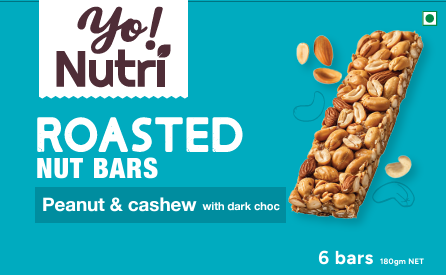 yo!
Nutri
ROASTED
NUT BARS
Peanut & cashew with dark choc
6 bars 180gm NET